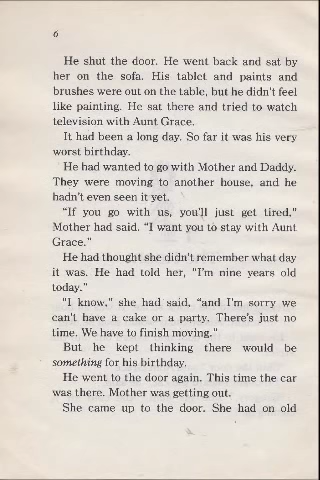 6
He shut the door. He went back and sat by
her on the sofa. His tablet and paints and
brushes were out on the table, but he didn't feel
like painting. He sat there and tried to watch
television with Aunt Grace.
It had been a long day. So far it was his very
worst birthday.
He had wanted to go with Mother and Daddy.
They were moving to another house, and he
hadn't even seen it yet.
"If you go with us, you'll just get tired,"
Mother had said. "I want you to stay with Aunt
Grace."
He had thought she didn't remember what day
it was. He had told her, "I'm nine years old
today."
"I know," she had said, "and I'm sorry we
can't have a cake or a party. There's just no
time. We have to finish moving."
But he kept thinking there would be
something for his birthday.
He went to the door again. This time the car
was there. Mother was getting out.
She came up to the door. She had on old